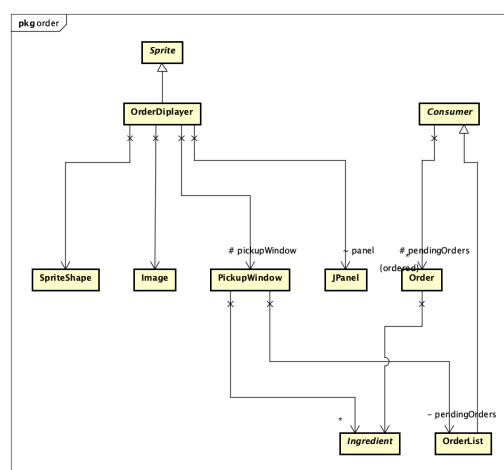 pkg order
Sprite
OrderDiplayer
Consumer
# pickupWindow
~ panel
# pendingOrders
*
{ordered}
SpriteShape
Image
PickupWindow
JPanel
Order
*
~ pendingOrders
Ingredient
OrderList